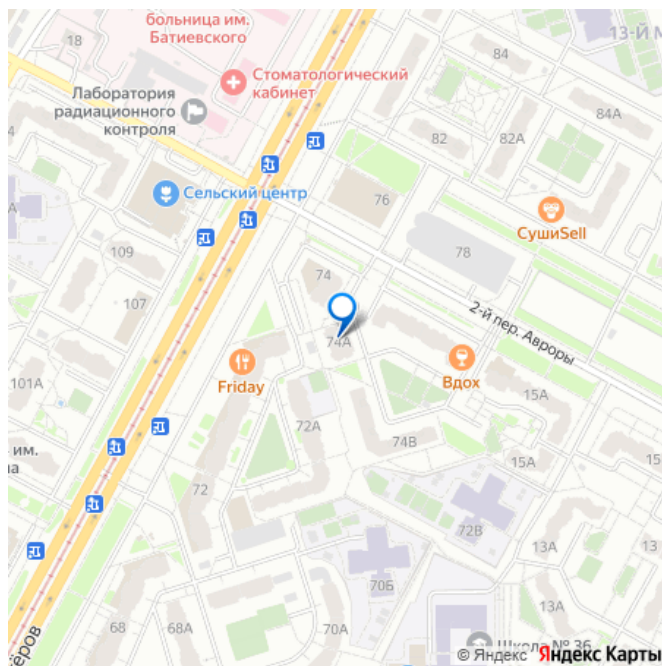 больница им.
Батиевского
18
Стоматологический
кабинет
84
Лаборатория
радиационного
контроля
84А
82
82А
Сельский центр
76
СушиSell
109
78
74
107
2-й пер. Авроры
74А
Friday
Вдох
101А
15А
72А
74В
им.
15А
72
72В
13А
70Б
13А
68
68А
70А
Школа № 36
© Яндекс Яндекс Карты